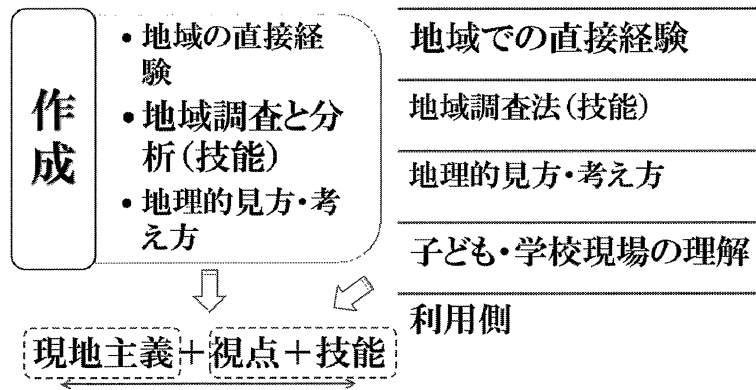 作成
• 地域の直接経
験
• 地域調査と分
析(技能)
• 地理的見方・考
え方
地域での直接経験
地域調査法(技能)
地理的見方・考え方
子ども・学校現場の理解
利用側
現地主義+視点+技能